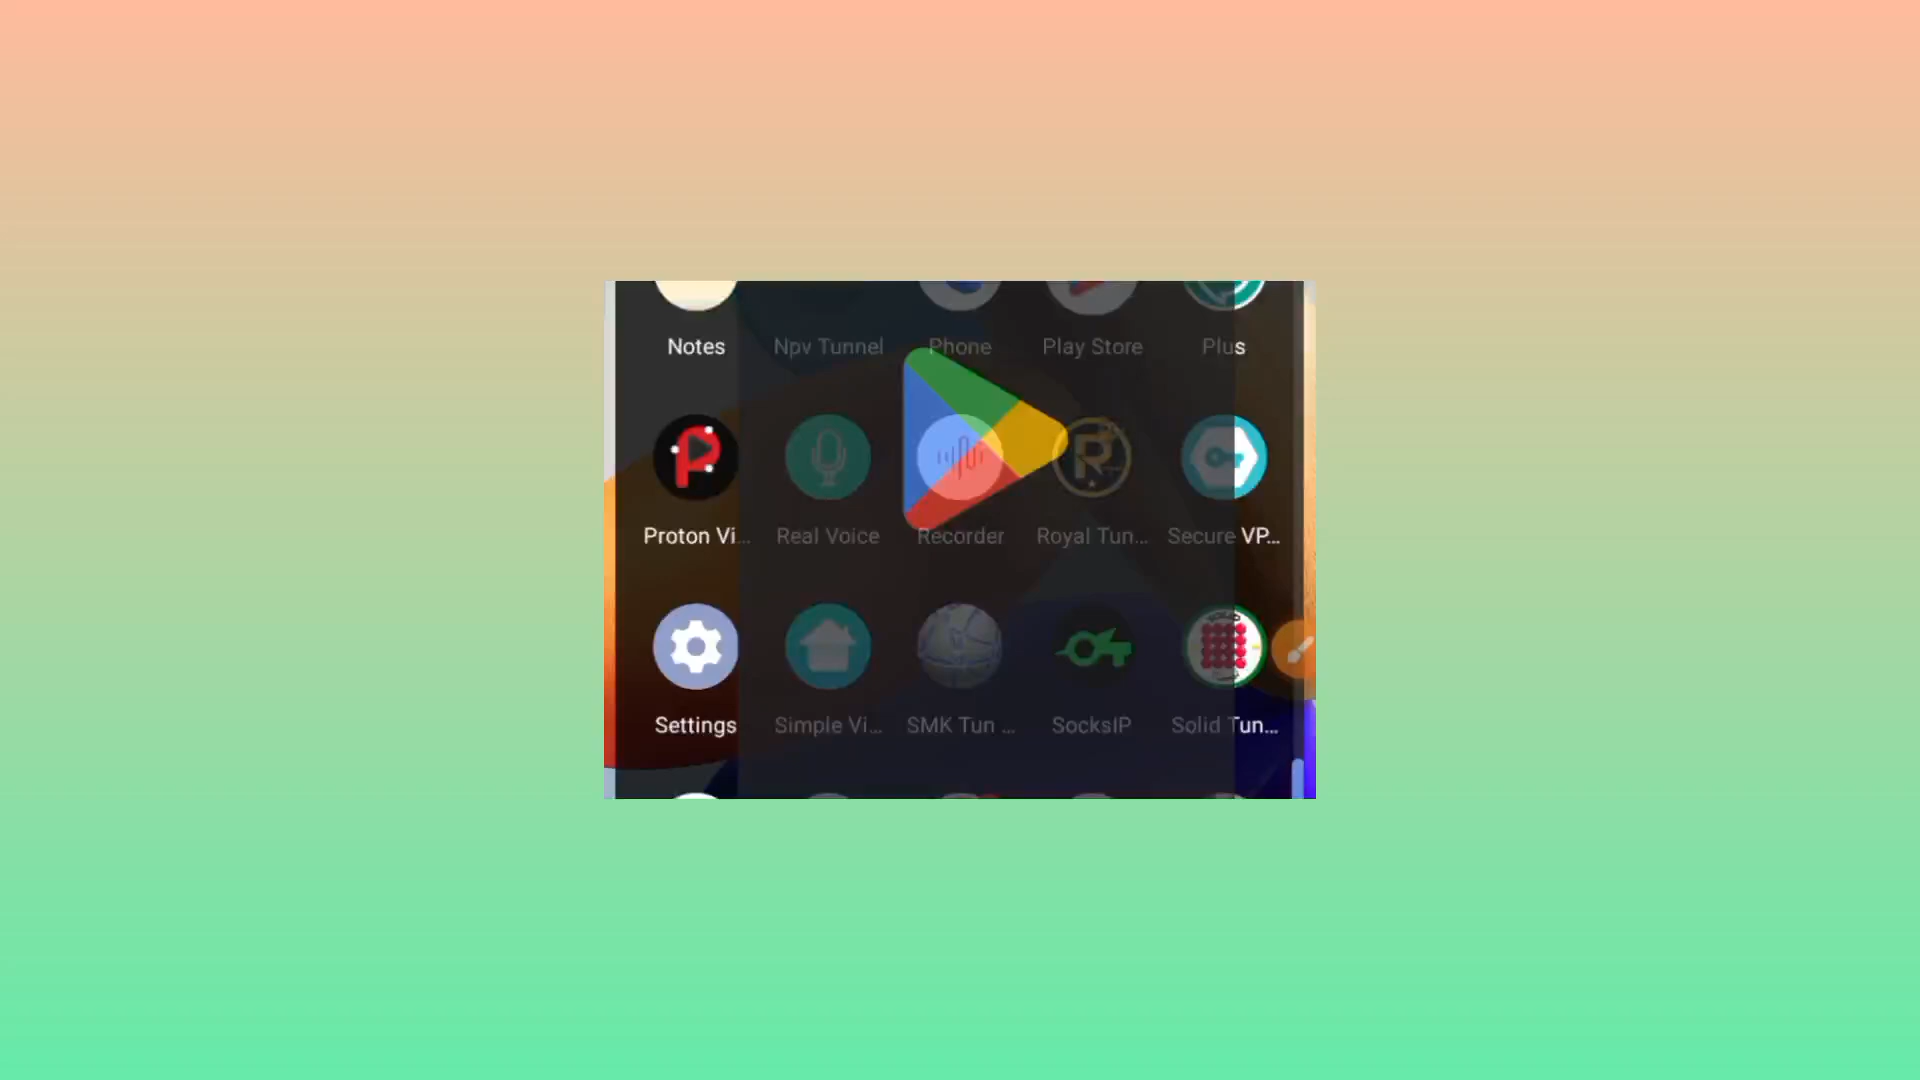 Notes Npv Tunnel Phone Play Store Plus
Proton Vi... Real Voice Recorder Royal Tun... Secure VP...
Settings Simple Vi... SMK Tun ... SocksIP Solid Tun...